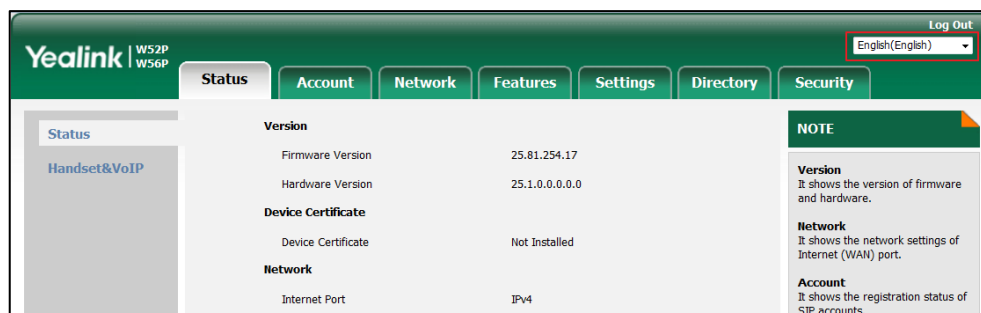 Log Out
Yealink | W52P W56P
English(English)
Status Account Network Features Settings Directory Security
Status
Handset&VoIP
Version
Firmware Version 25.81.254.17
Hardware Version 25.1.0.0.0.0.0
Device Certificate
Device Certificate Not Installed
Network
Internet Port IPv4
NOTE
Version
It shows the version of firmware
and hardware.
Network
It shows the network settings of
Internet (WAN) port.
Account
It shows the registration status of
SIP accounts.